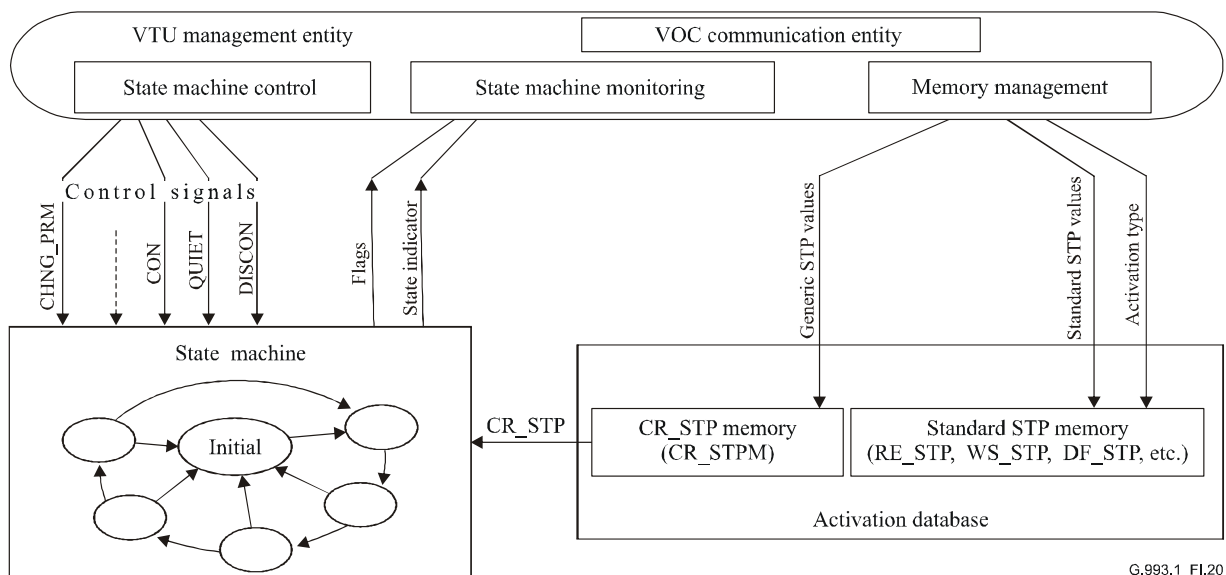 VTU management entity
VOC communication entity
State machine control
State machine monitoring
Memory management
Control signals
CHNG_PRM
CON
QUIET
DISCON
Flags
State indicator
Generic STP values
Standard STP values
Activation type
State machine
Initial
CR_STP
CR_STP memory
(CR_STPM)
Standard STP memory
(RE_STP, WS_STP, DF_STP, etc.)
Activation database
G.993.1_FI.20